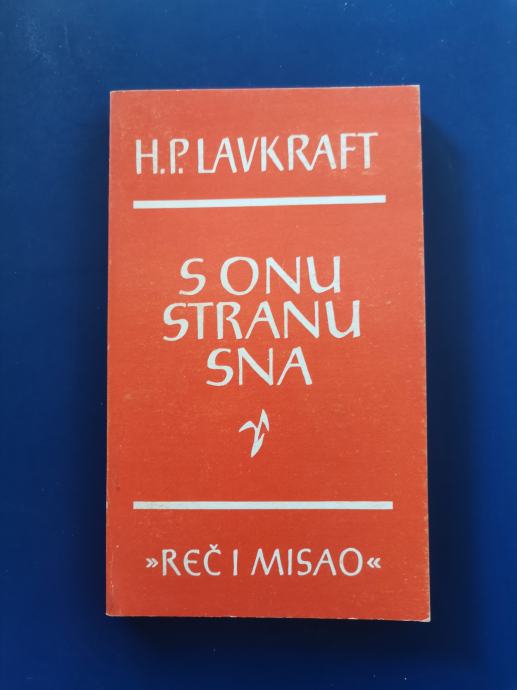 H.P. LAVKRAFT
S ONU
STRANU
SNA
»REČ I MISAO«